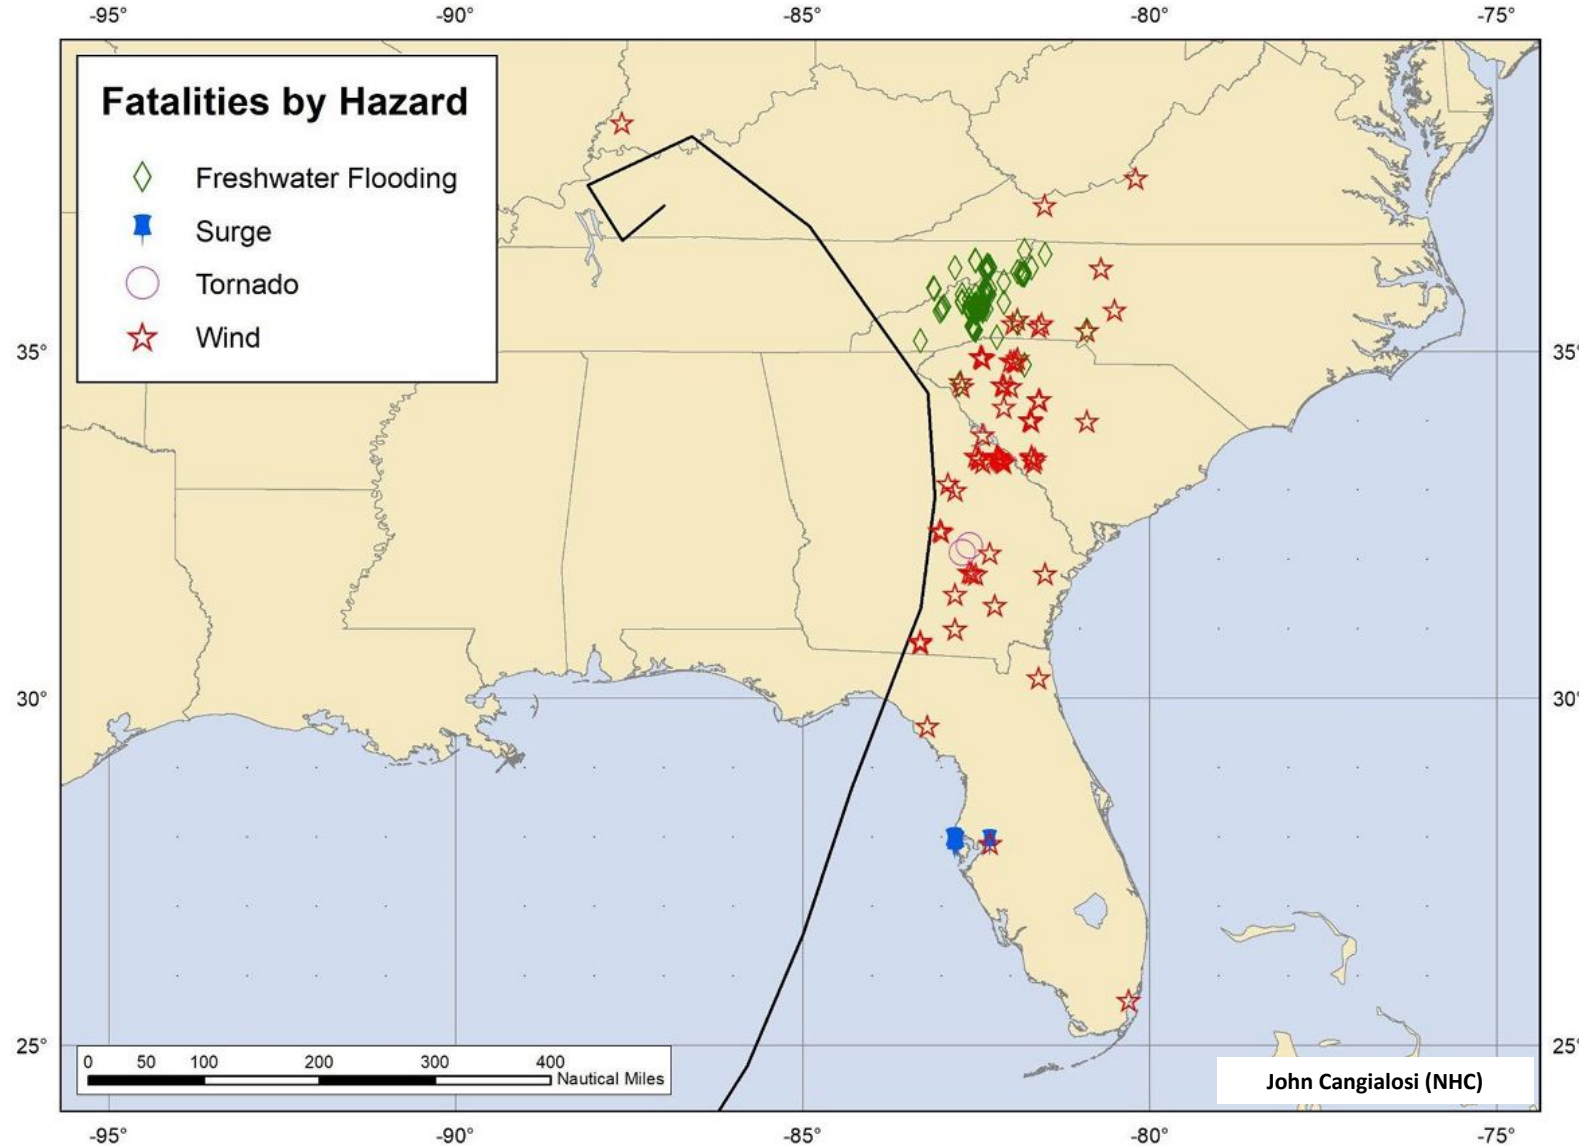 -95° -90° -85° -80° -75°
Fatalities by Hazard
Freshwater Flooding
Surge
Tornado
Wind
35° 35°
30° 30°
25° 25°
0 50 100 200 300 400
Nautical Miles
John Cangialosi (NHC)
-95° -90° -85° -80° -75°